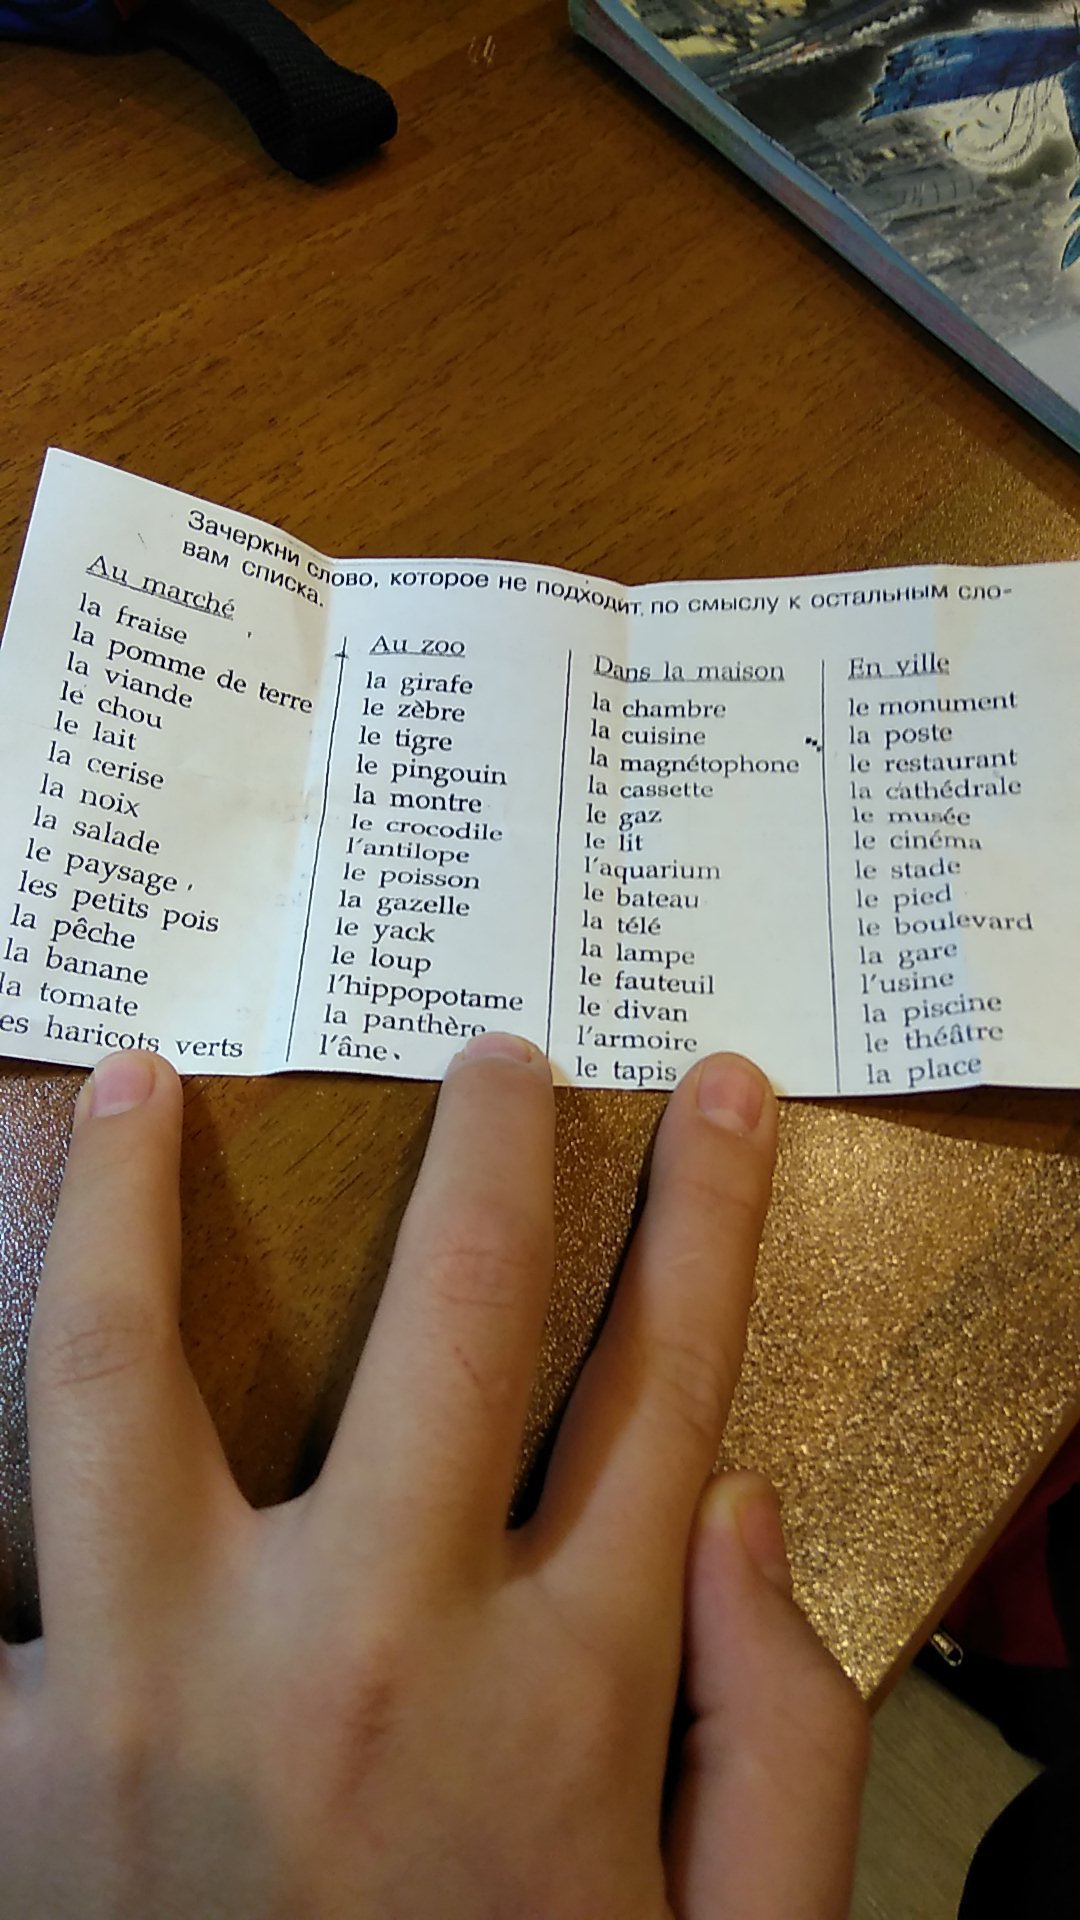 Зачеркни слово, которое не подходит по смыслу к остальным сло-
вам списка.
Au marché
la fraise
la pomme de terre
la viande
le chou
le lait
la cerise
la noix
la salade
le paysage
les petits pois
la pêche
la banane
la tomate
es haricots verts
Au zoo
la girafe
le zèbre
le tigre
le pingouin
la montre
le crocodile
l'antilope
le poisson
la gazelle
le yack
le loup
l'hippopotame
la panthère
l'âne
Dans la maison
la chambre
la cuisine
la magnétophone
la cassette
le gaz
le lit
l'aquarium
le bateau
la télé
la lampe
le fauteuil
le divan
l'armoire
le tapis
En ville
le monument
la poste
le restaurant
la cathédrale
le musée
le cinéma
le stade
le pied
le boulevard
la gare
l'usine
la piscine
le théâtre
la place